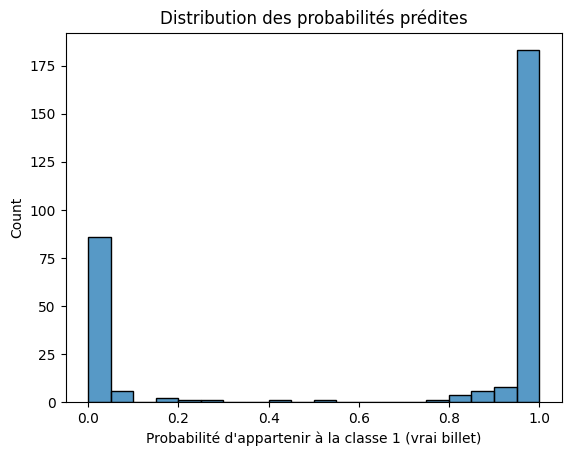 Distribution des probabilités prédites
Count
175
150
125
100
75
50
25
0
0.0 0.2 0.4 0.6 0.8 1.0
Probabilité d'appartenir à la classe 1 (vrai billet)